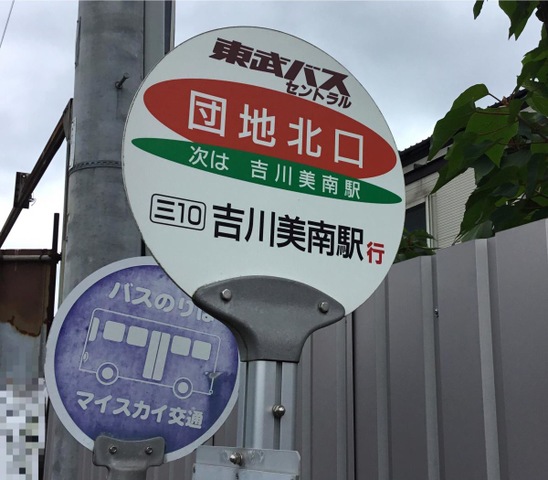 東武バス
セントラル
団地北口
次は 吉川美南駅
三10 吉川美南駅行
バスのりば
マイスカイ交通